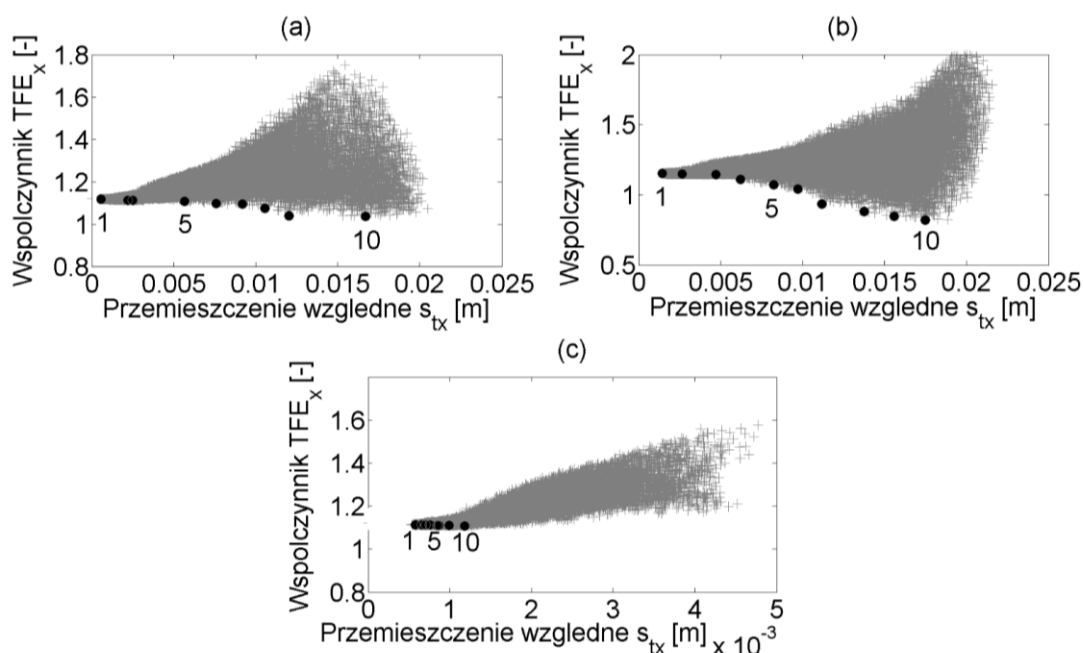 (a)
Wspolczynnik TFE_x [-]
1.8
1.6
1.4
1.2
1
0.8
1 5 10
0 0.005 0.01 0.015 0.02 0.025
Przemieszczenie wzgledne s_tx [m]
(b)
Wspolczynnik TFE_x [-]
2
1.5
1
0.5
1 5 10
0 0.005 0.01 0.015 0.02 0.025
Przemieszczenie wzgledne s_tx [m]
(c)
Wspolczynnik TFE_x [-]
1.6
1.4
1.2
1
0.8
1 5 10
0 1 2 3 4 5
Przemieszczenie wzgledne s_tx [m] x 10^-3